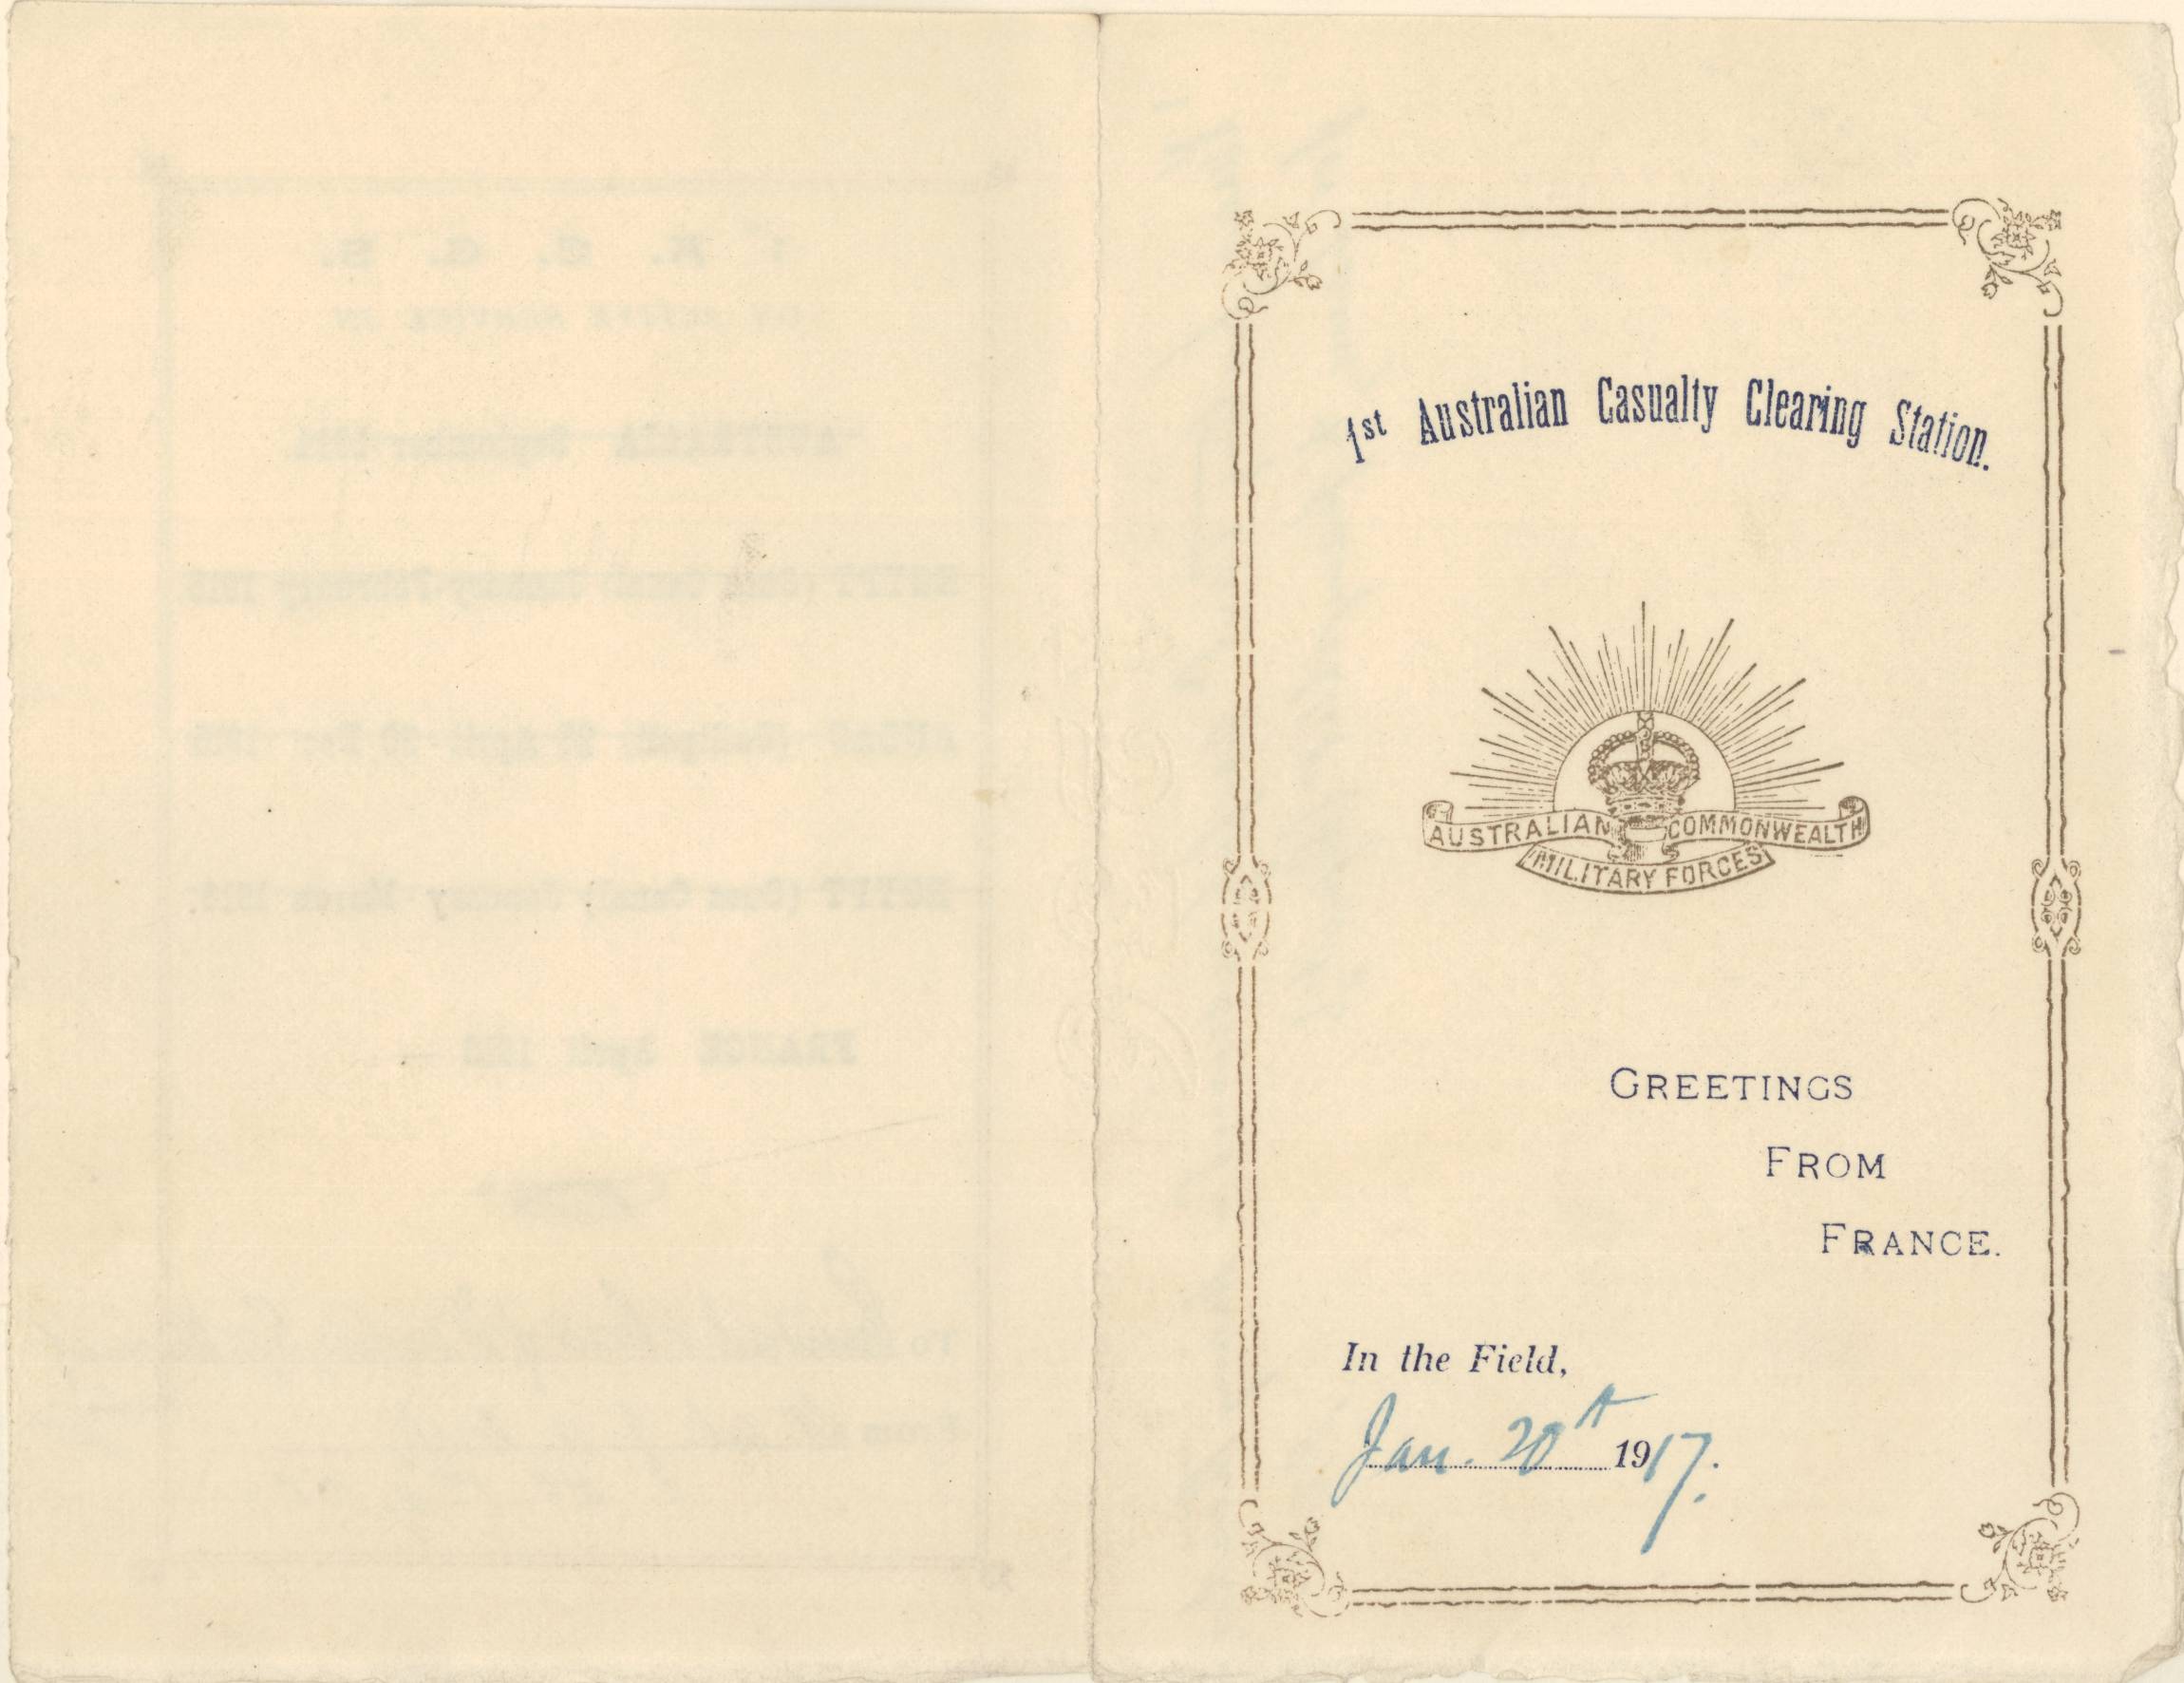 1st Australian Casualty Clearing Station.
AUSTRALIAN COMMONWEALTH
MILITARY FORCES
GREETINGS
FROM
FRANCE.
In the Field,
Jan. 20th 1917.